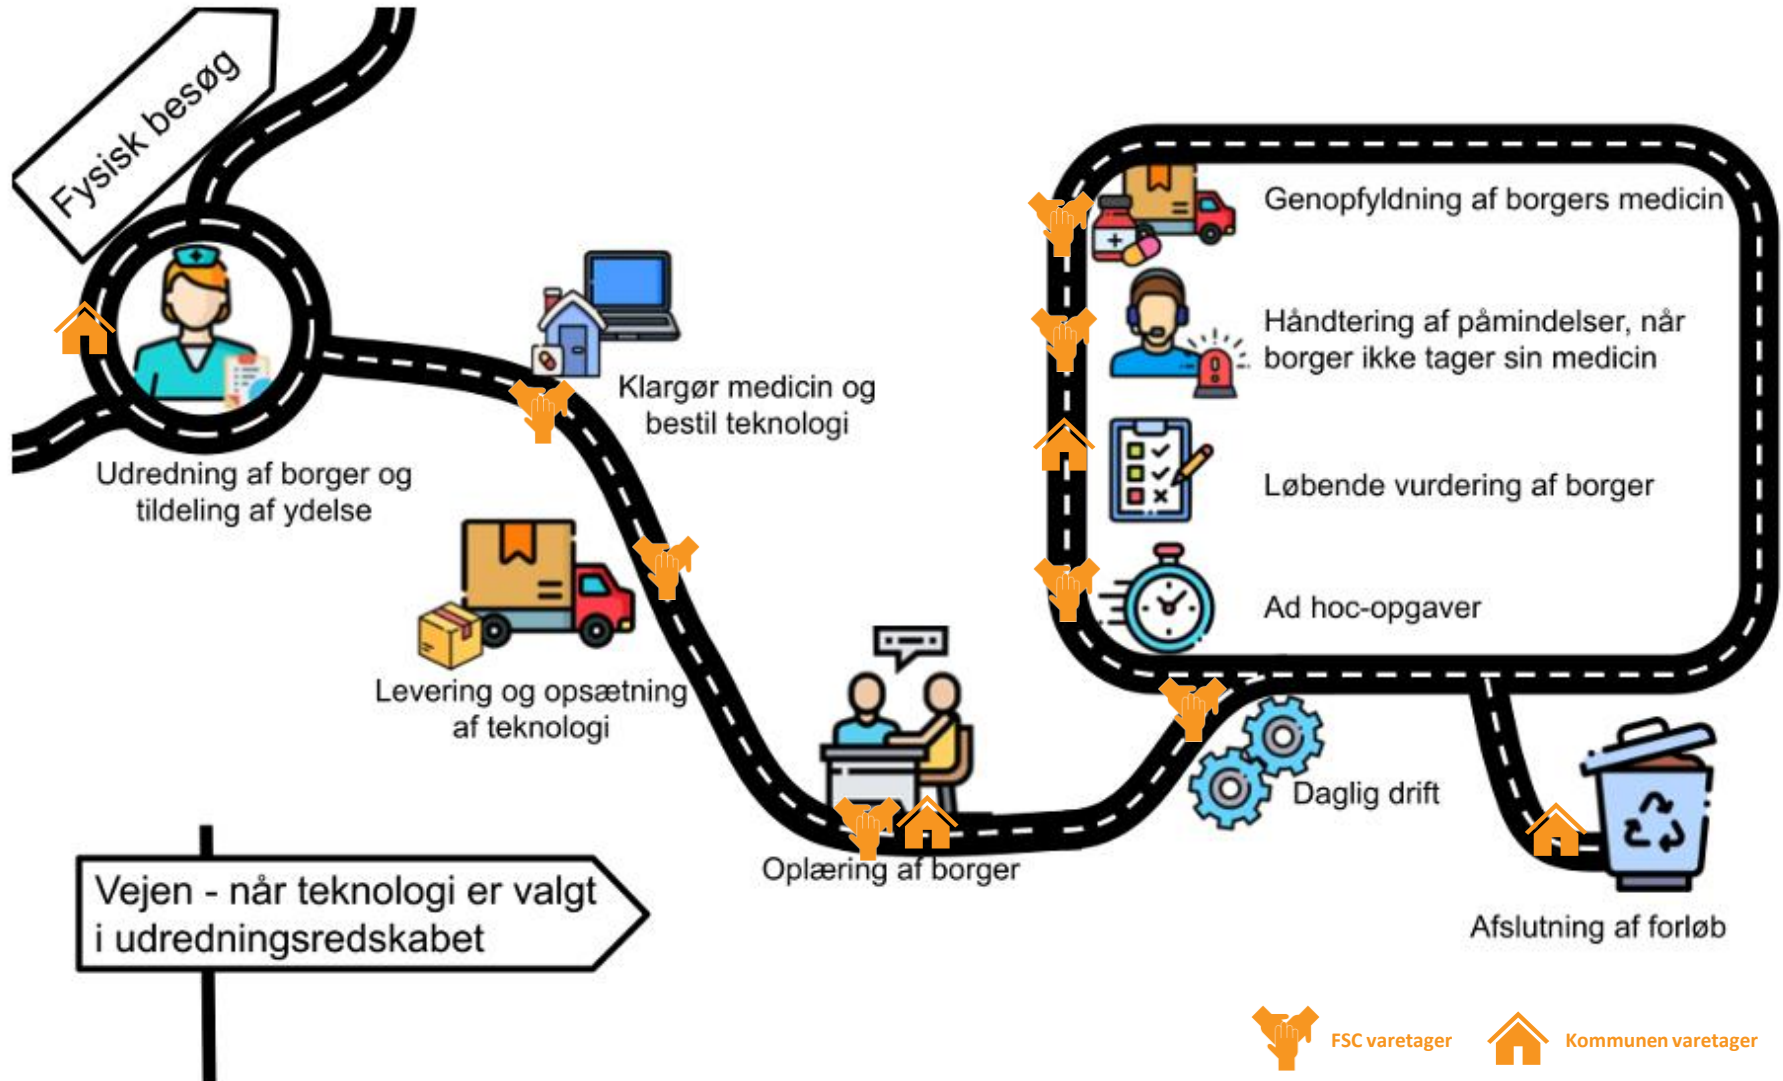 Fysisk besøg
Udredning af borger og
tildeling af ydelse
Klargør medicin og
bestil teknologi
Levering og opsætning
af teknologi
Oplæring af borger
Daglig drift
Genopfyldning af borgers medicin
Håndtering af påmindelser, når
borger ikke tager sin medicin
Løbende vurdering af borger
Ad hoc-opgaver
Afslutning af forløb
Vejen - når teknologi er valgt
i udredningsredskabet
FSC varetager
Kommunen varetager